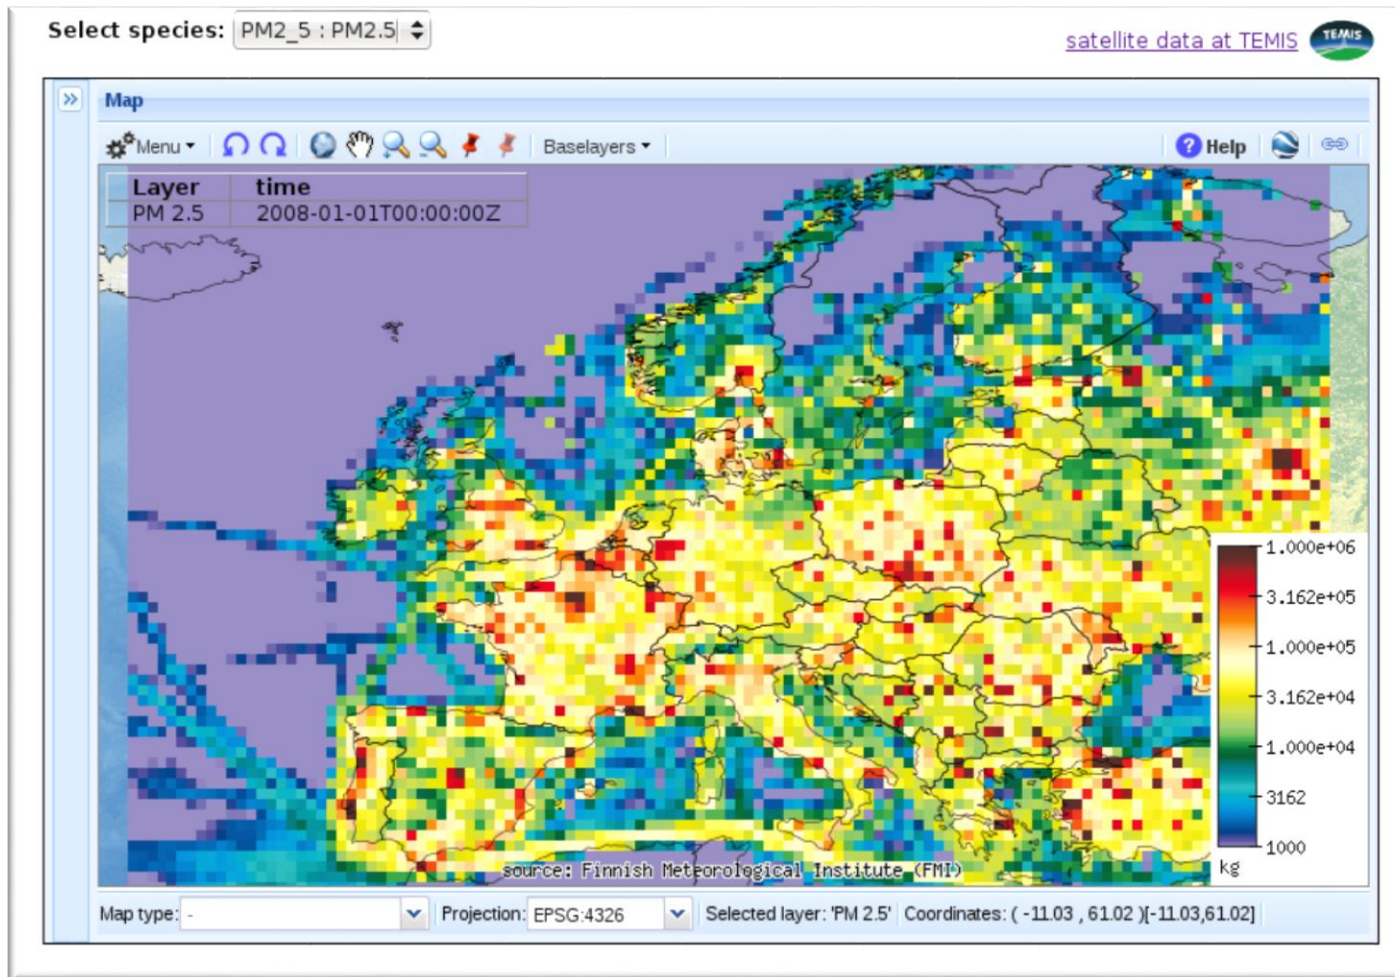 Select species: PM2_5 : PM2.5
satellite data at TEMIS TEMIS
Map
Menu Baselayers Help
Layer time
PM 2.5 2008-01-01T00:00:00Z
1.000e+06
3.162e+05
1.000e+05
3.162e+04
1.000e+04
3162
1000
kg
source: Finnish Meteorological Institute (FMI)
Map type: - Projection: EPSG:4326 Selected layer: 'PM 2.5' Coordinates: ( -11.03 , 61.02 )[-11.03,61.02]